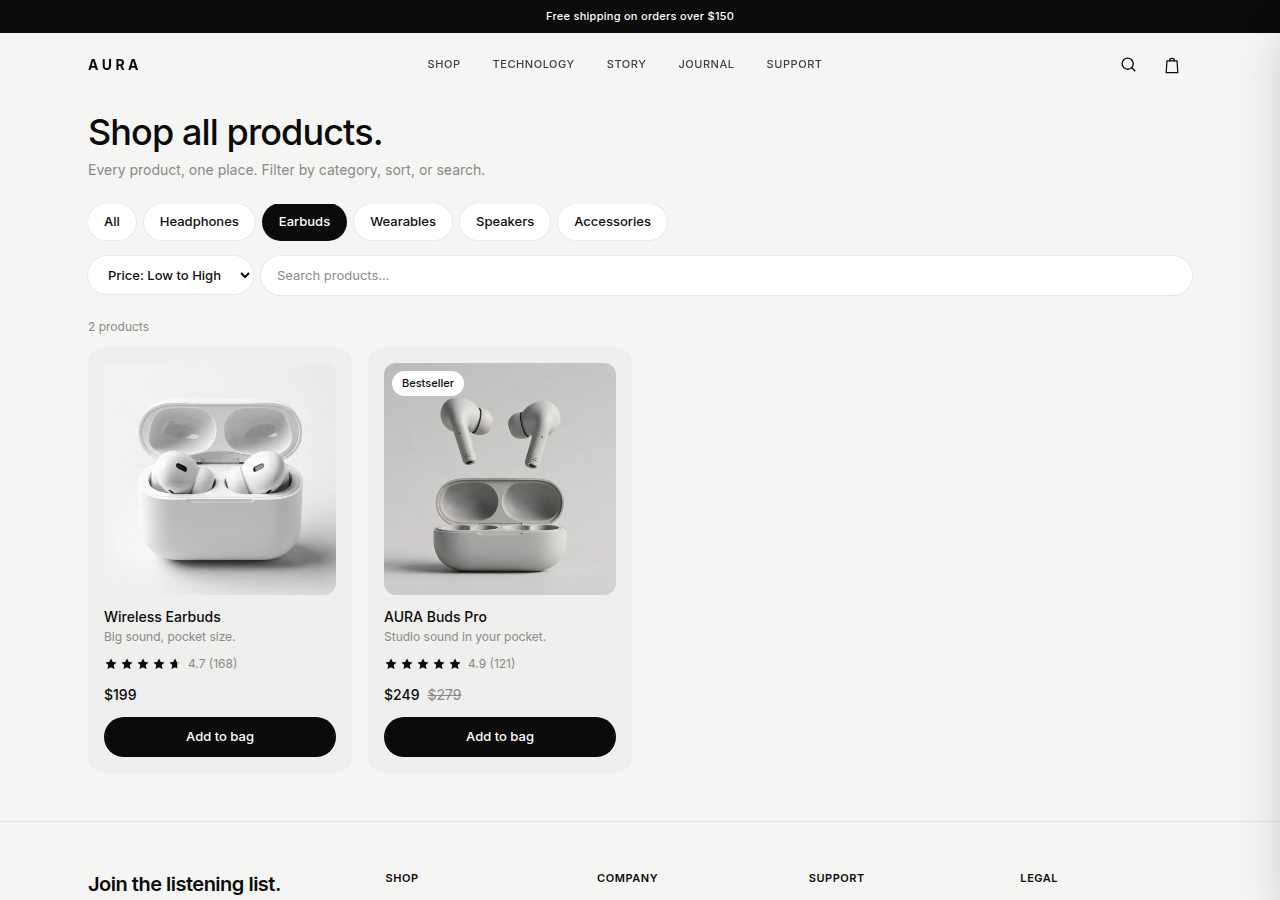 Free shipping on orders over $150
AURA
SHOP TECHNOLOGY STORY JOURNAL SUPPORT
Shop all products.
Every product, one place. Filter by category, sort, or search.
All Headphones Earbuds Wearables Speakers Accessories
Price: Low to High
Search products...
2 products
Wireless Earbuds
Big sound, pocket size.
4.7 (168)
$199
Add to bag
Bestseller
AURA Buds Pro
Studio sound in your pocket.
4.9 (121)
$249 $279
Add to bag
Join the listening list.
SHOP
COMPANY
SUPPORT
LEGAL